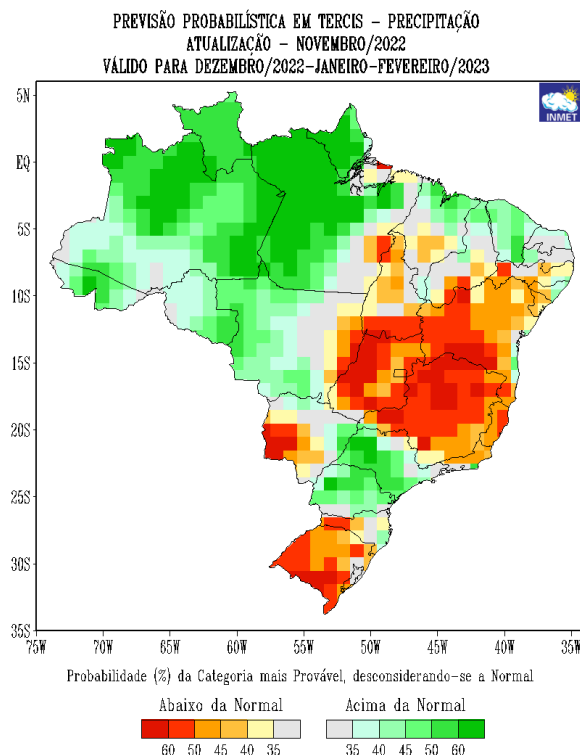 PREVISÃO PROBABILÍSTICA EM TERCIS – PRECIPITAÇÃO
ATUALIZAÇÃO – NOVEMBRO/2022
VÁLIDO PARA DEZEMBRO/2022–JANEIRO–FEVEREIRO/2023
INMET
5N
EQ
5S
10S
15S
20S
25S
30S
35S
75W 70W 65W 60W 55W 50W 45W 40W 35W
Probabilidade (%) da Categoria mais Provável, desconsiderando-se a Normal
Abaixo da Normal Acima da Normal
60 50 45 40 35 35 40 45 50 60